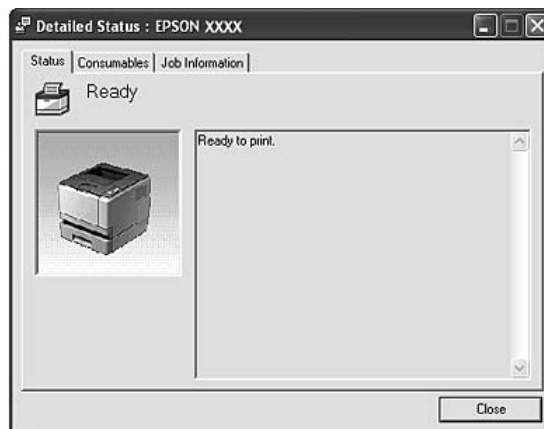 Detailed Status : EPSON XXXX
Status Consumables Job Information
Ready
Ready to print.
Close